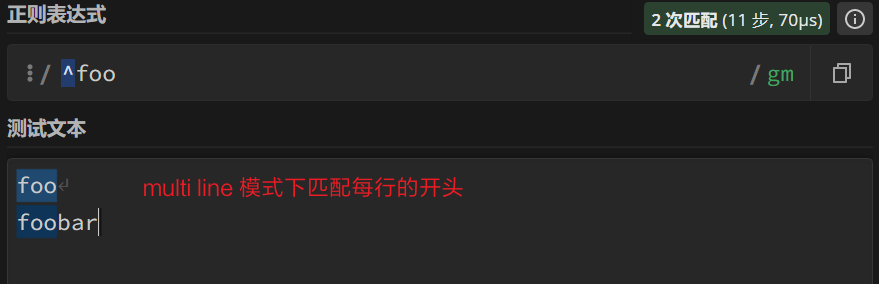 正则表达式
2 次匹配 (11 步, 70μs)
/ ^foo / gm
测试文本
foo↵ multi line 模式下匹配每行的开头
foobar